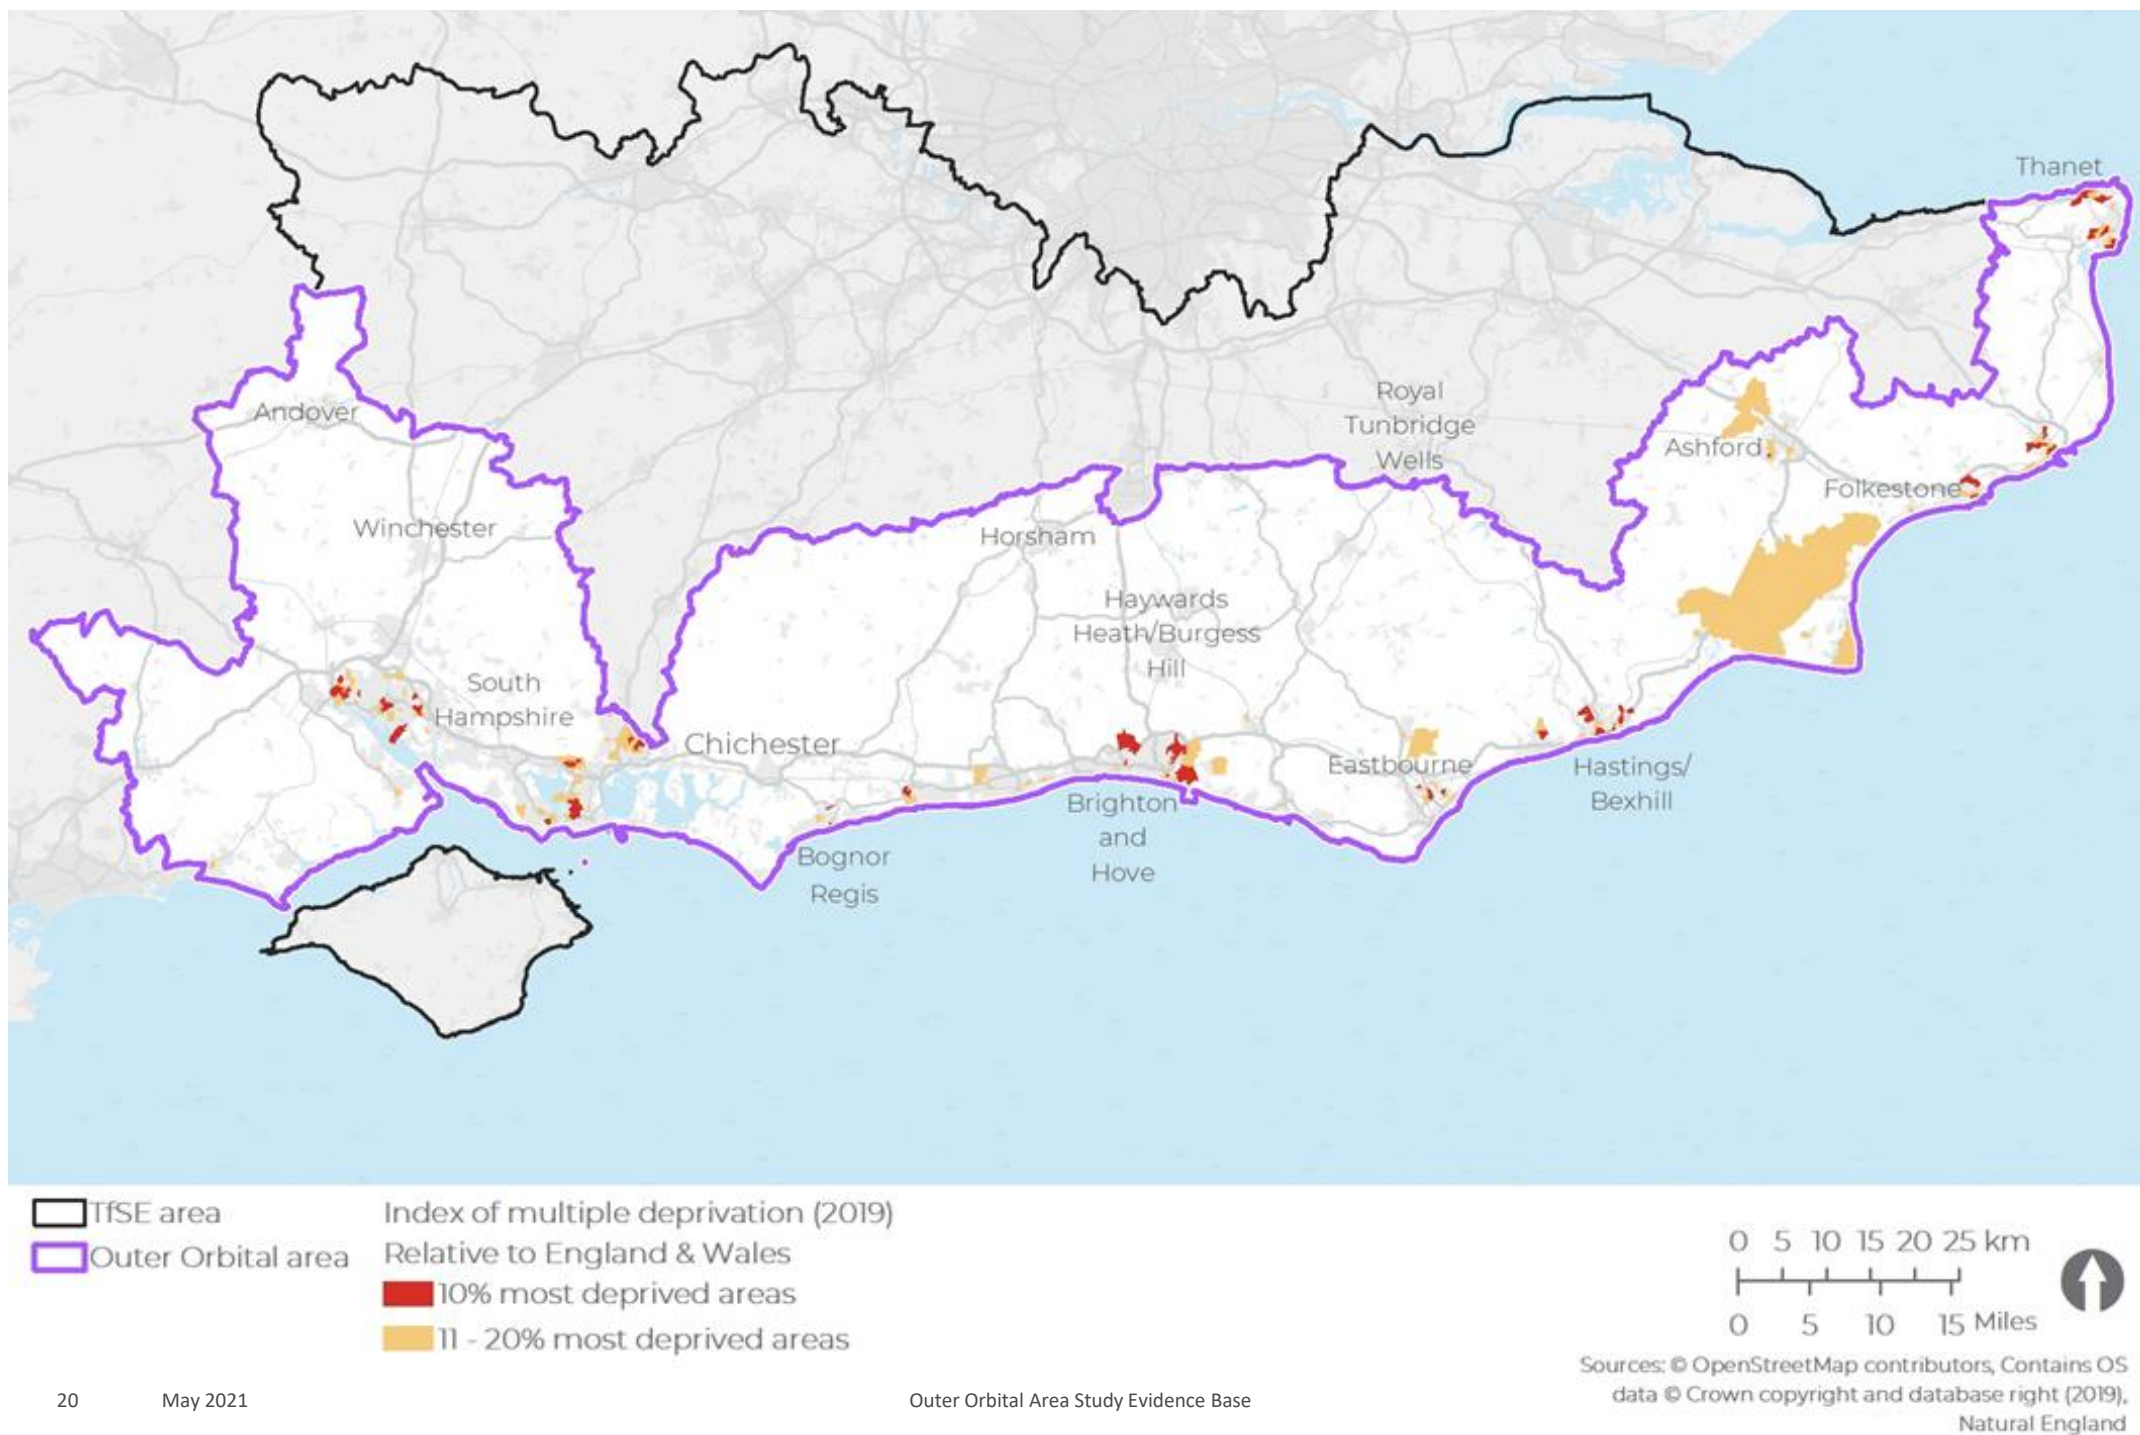 Thanet
Royal
Tunbridge
Wells
Andover
Ashford
Folkestone
Winchester
Horsham
Haywards
Heath/Burgess
Hill
South
Hampshire
Chichester
Eastbourne
Hastings/
Bexhill
Brighton
and
Hove
Bognor
Regis
TfSE area
Outer Orbital area
Index of multiple deprivation (2019)
Relative to England & Wales
10% most deprived areas
11 - 20% most deprived areas
0 5 10 15 20 25 km
0 5 10 15 Miles
Sources: © OpenStreetMap contributors, Contains OS
data © Crown copyright and database right (2019),
Natural England
20 May 2021 Outer Orbital Area Study Evidence Base